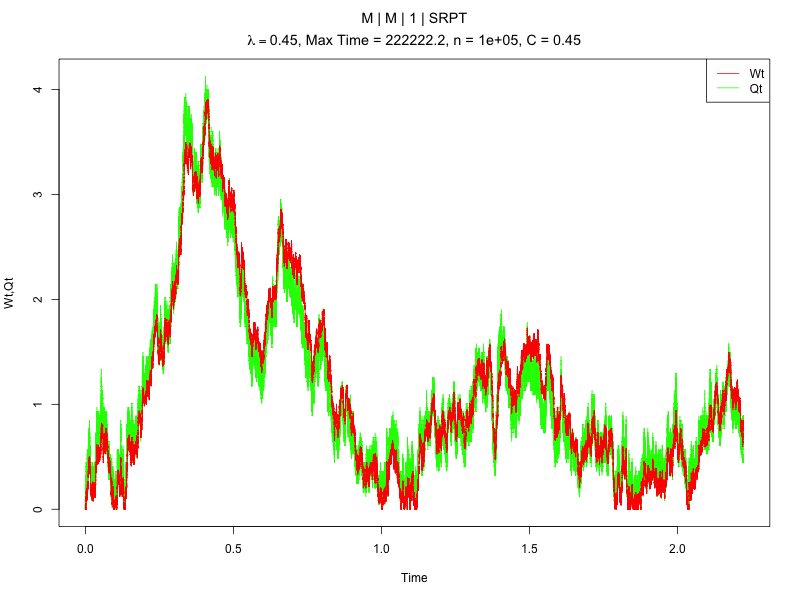 M | M | 1 | SRPT
λ = 0.45, Max Time = 222222.2, n = 1e+05, C = 0.45
Wt
Qt
Wt,Qt
4
3
2
1
0
0.0 0.5 1.0 1.5 2.0
Time